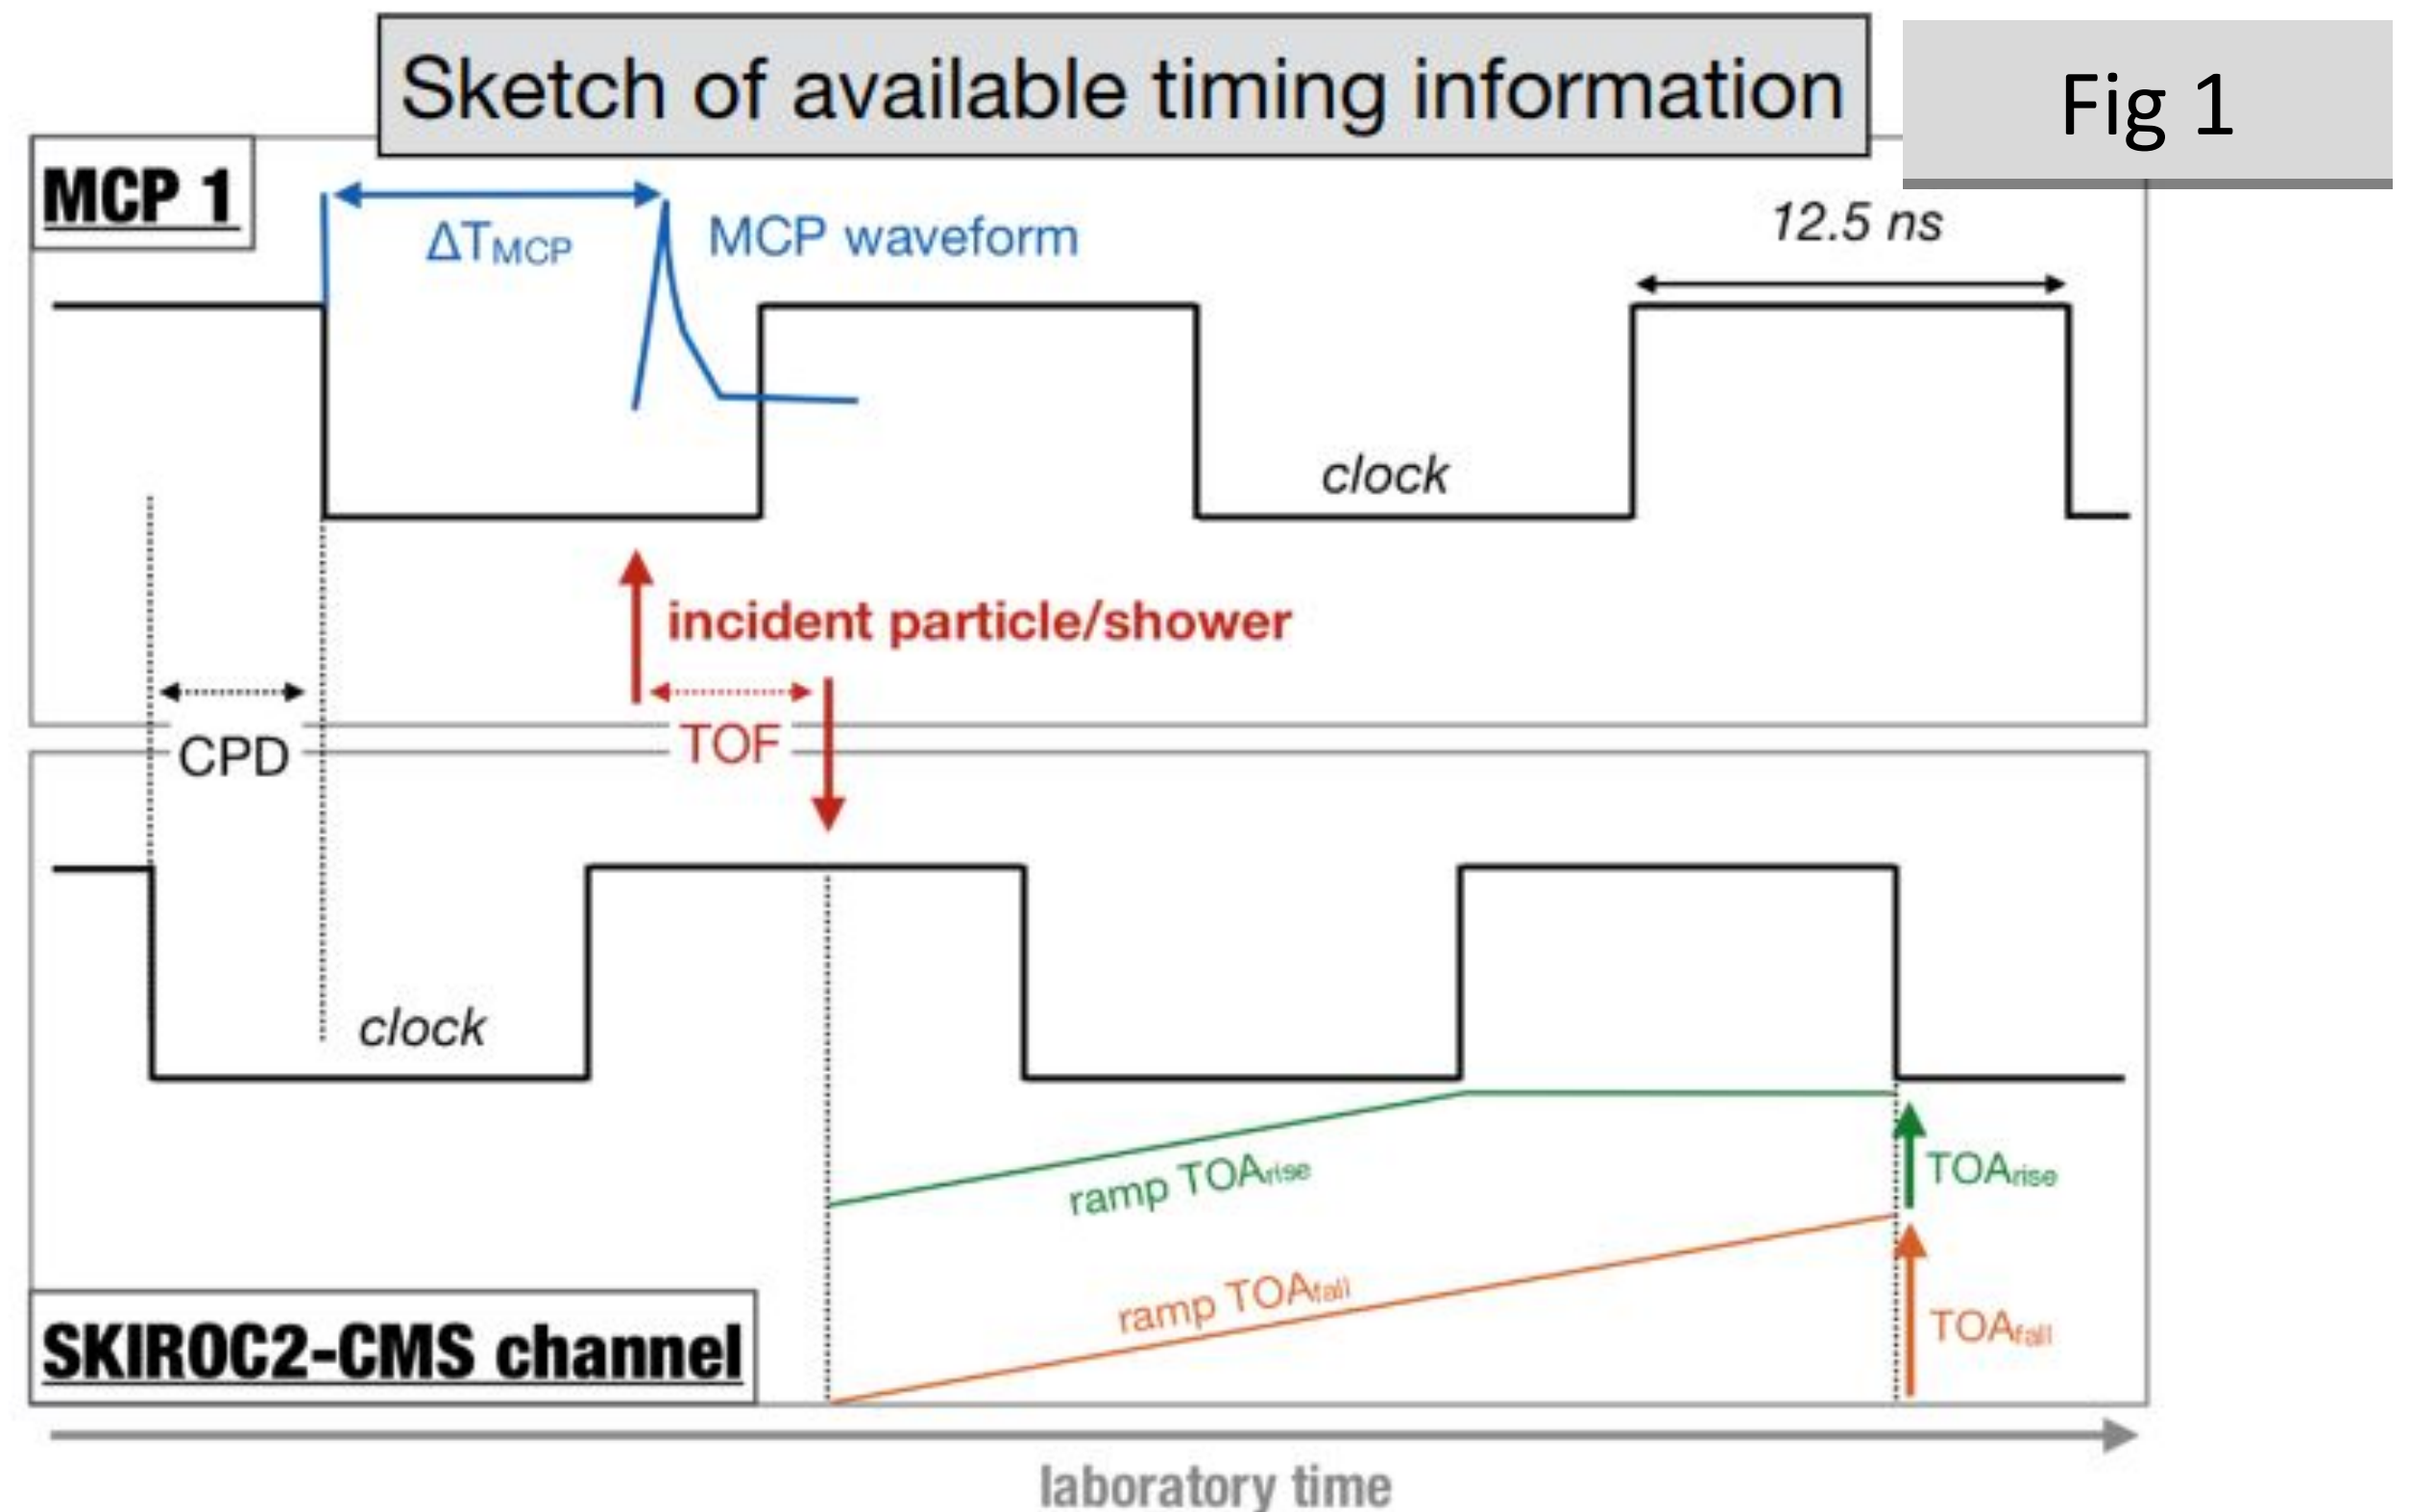 Sketch of available timing information
Fig 1
MCP 1
ΔTMCP
MCP waveform
12.5 ns
clock
incident particle/shower
CPD
TOF
clock
ramp TOArise
TOArise
ramp TOAfall
TOAfall
SKIROC2-CMS channel
laboratory time